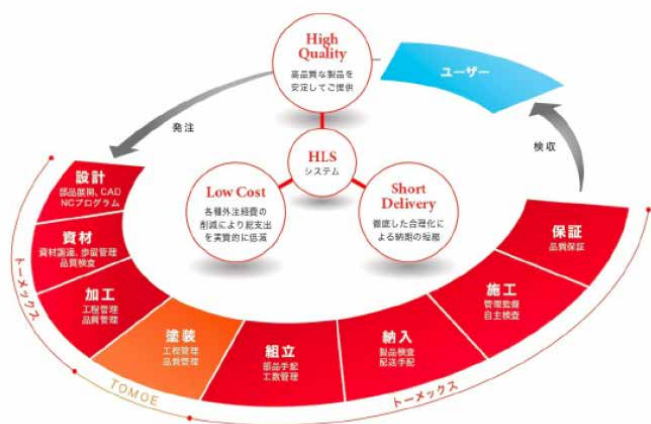 High
Quality
高品質な製品を
安定してご提供
ユーザー
発注
検収
HLS
システム
Low Cost
各種外注経費の
削減により総支出
を実質的に低減
Short
Delivery
徹底した合理化に
よる納期の短縮
設計
部品展開、CAD
NCプログラム
資材
資材調達、歩留管理
品質検査
加工
工程管理
品質管理
塗装
工程管理
品質管理
組立
部品手配
工数管理
納入
製品検査
配送手配
施工
管理監督
自主検査
保証
品質保証
トーメックス
TOMOE
トーメックス